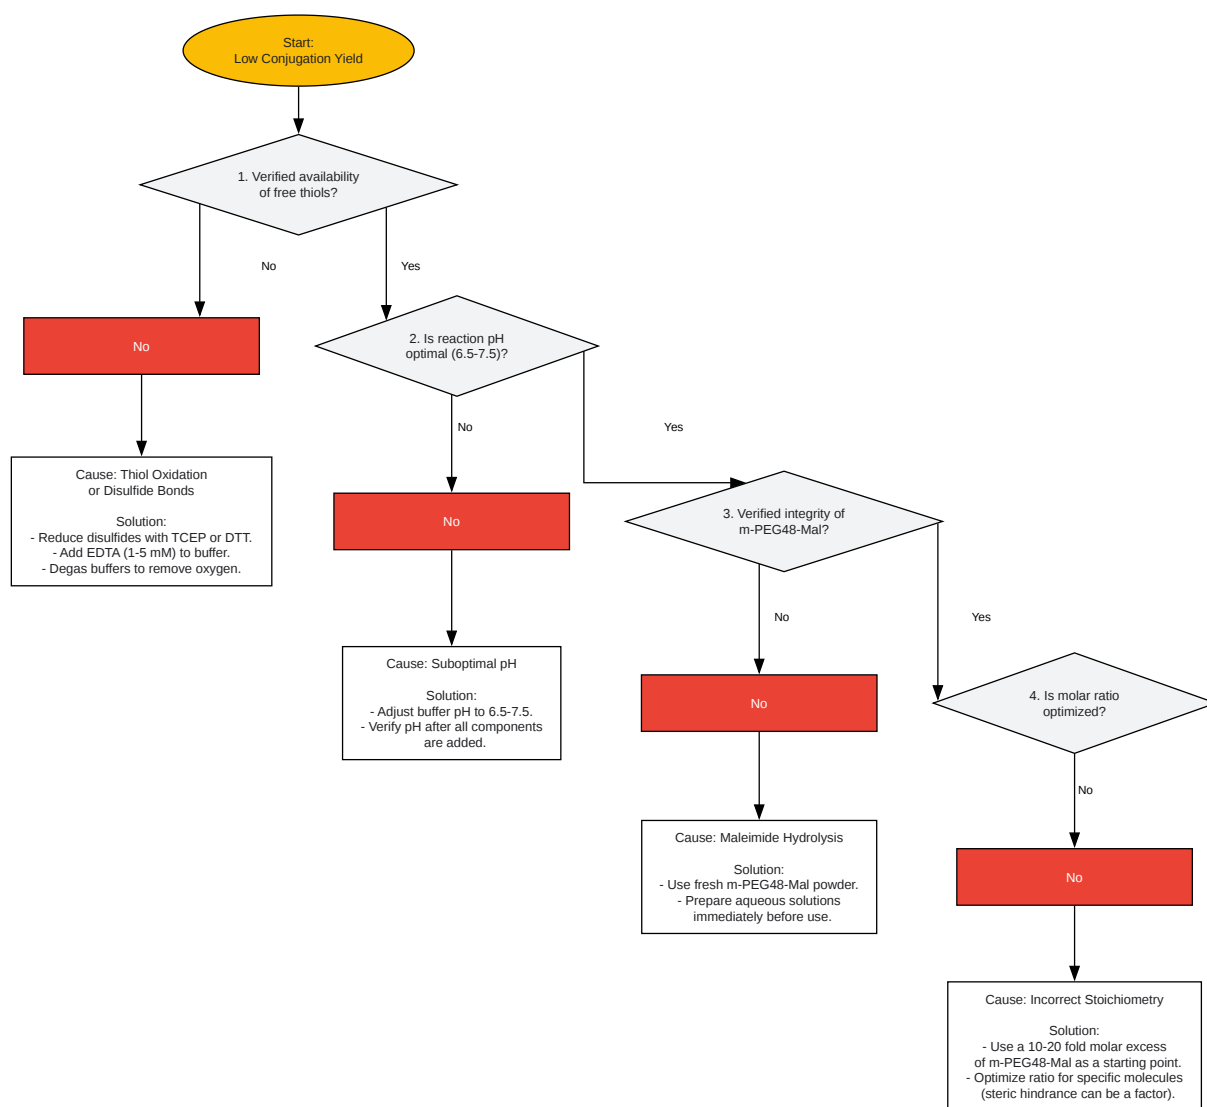 Start:
Low Conjugation Yield
1. Verified availability
of free thiols?
No
Yes
No
2. Is reaction pH
optimal (6.5-7.5)?
No
Yes
Cause: Thiol Oxidation
or Disulfide Bonds
Solution:
- Reduce disulfides with TCEP or DTT.
- Add EDTA (1-5 mM) to buffer.
- Degas buffers to remove oxygen.
No
3. Verified integrity of
m-PEG48-Mal?
No
Yes
Cause: Suboptimal pH
Solution:
- Adjust buffer pH to 6.5-7.5.
- Verify pH after all components
are added.
No
4. Is molar ratio
optimized?
No
Cause: Maleimide Hydrolysis
Solution:
- Use fresh m-PEG48-Mal powder.
- Prepare aqueous solutions
immediately before use.
No
Cause: Incorrect Stoichiometry
Solution:
- Use a 10-20 fold molar excess
of m-PEG48-Mal as a starting point.
- Optimize ratio for specific molecules
(steric hindrance can be a factor).